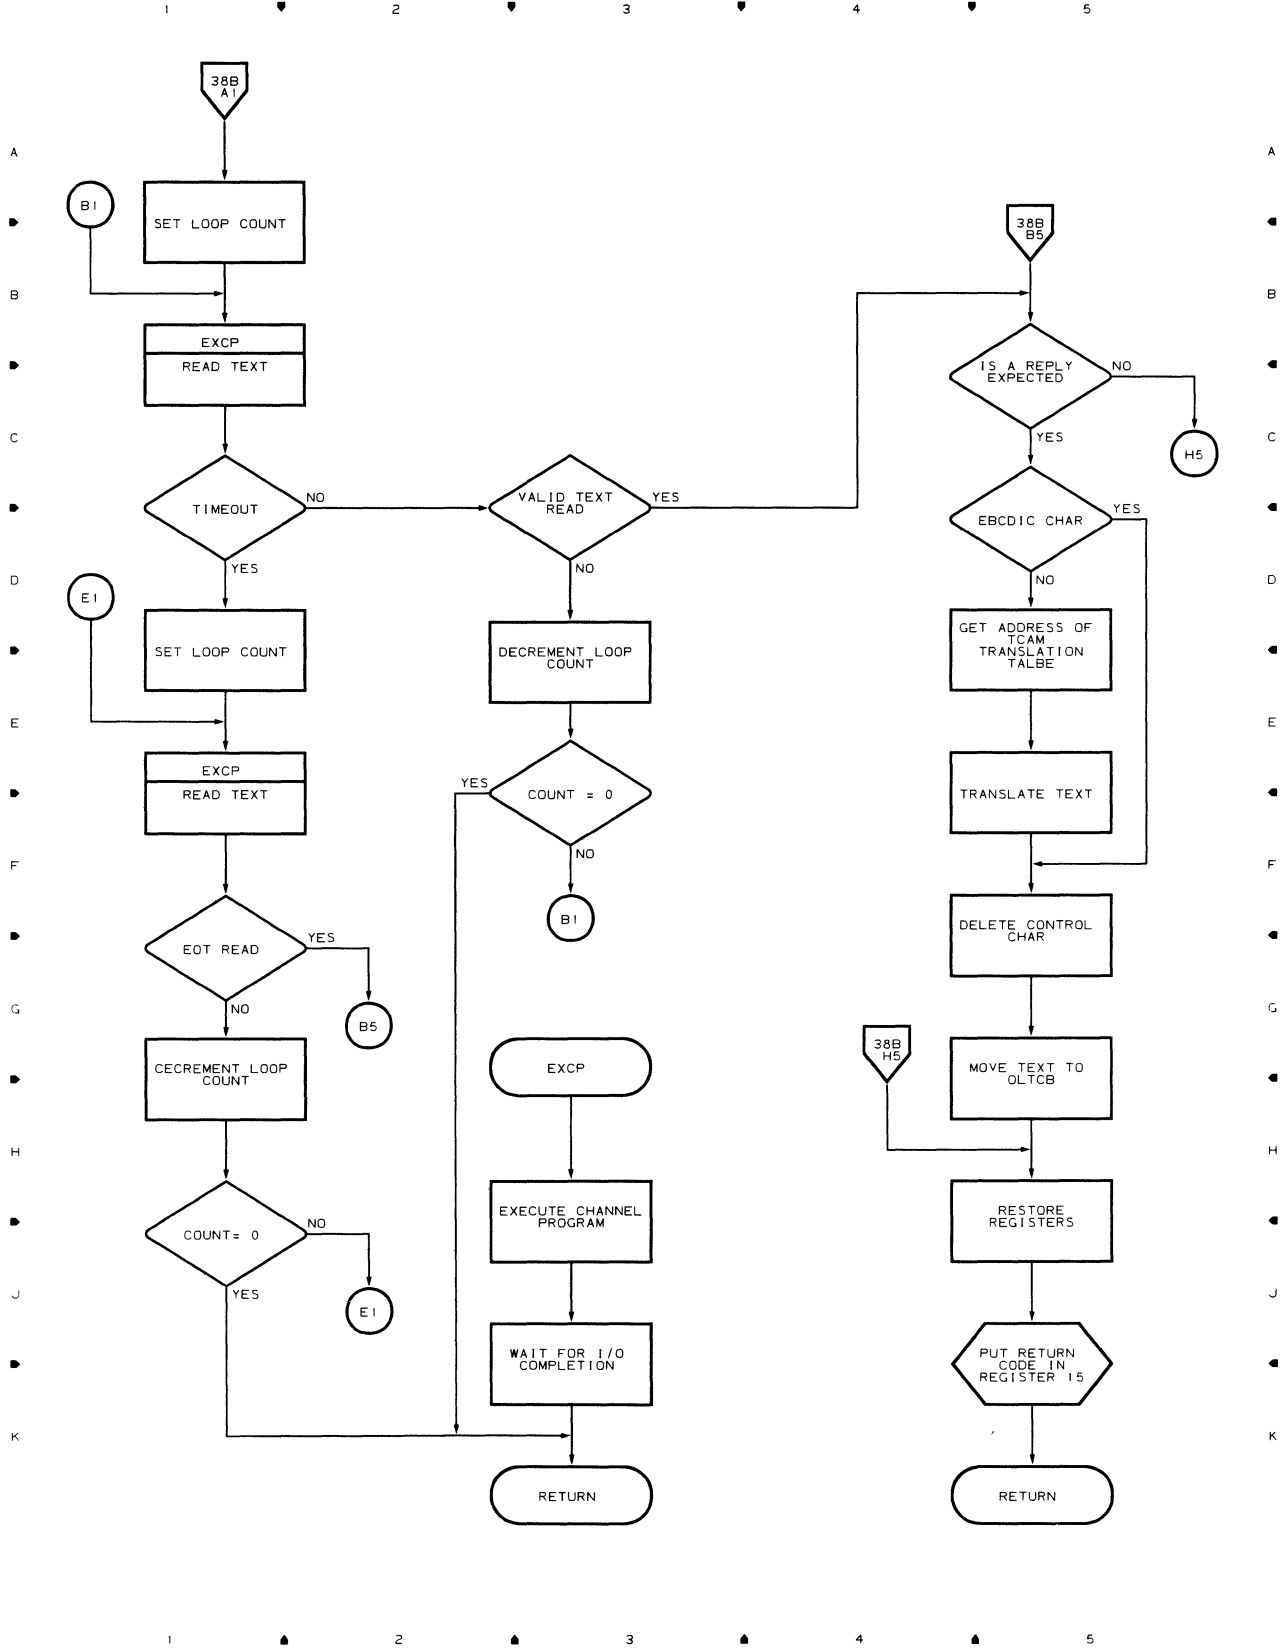 1 2 3 4 5
38B
A1
A A
B1
SET LOOP COUNT
38B
B5
B B
EXCP
READ TEXT
IS A REPLY
EXPECTED
NO
C C
YES
H5
TIMEOUT
NO
VALID TEXT
READ
YES
EBCDIC CHAR
YES
YES
NO
NO
D D
E1
SET LOOP COUNT
DECREMENT LOOP
COUNT
GET ADDRESS OF
TCAM
TRANSLATION
TALBE
E E
EXCP
READ TEXT
YES
COUNT = 0
TRANSLATE TEXT
NO
F F
B1
EOT READ
YES
DELETE CONTROL
CHAR
NO
G G
B5
CECREMENT LOOP
COUNT
EXCP
38B
H5
MOVE TEXT TO
OLTCB
H H
COUNT= 0
NO
EXECUTE CHANNEL
PROGRAM
RESTORE
REGISTERS
YES
J J
E1
WAIT FOR I/O
COMPLETION
PUT RETURN
CODE IN
REGISTER 15
K K
RETURN
RETURN
1 2 3 4 5